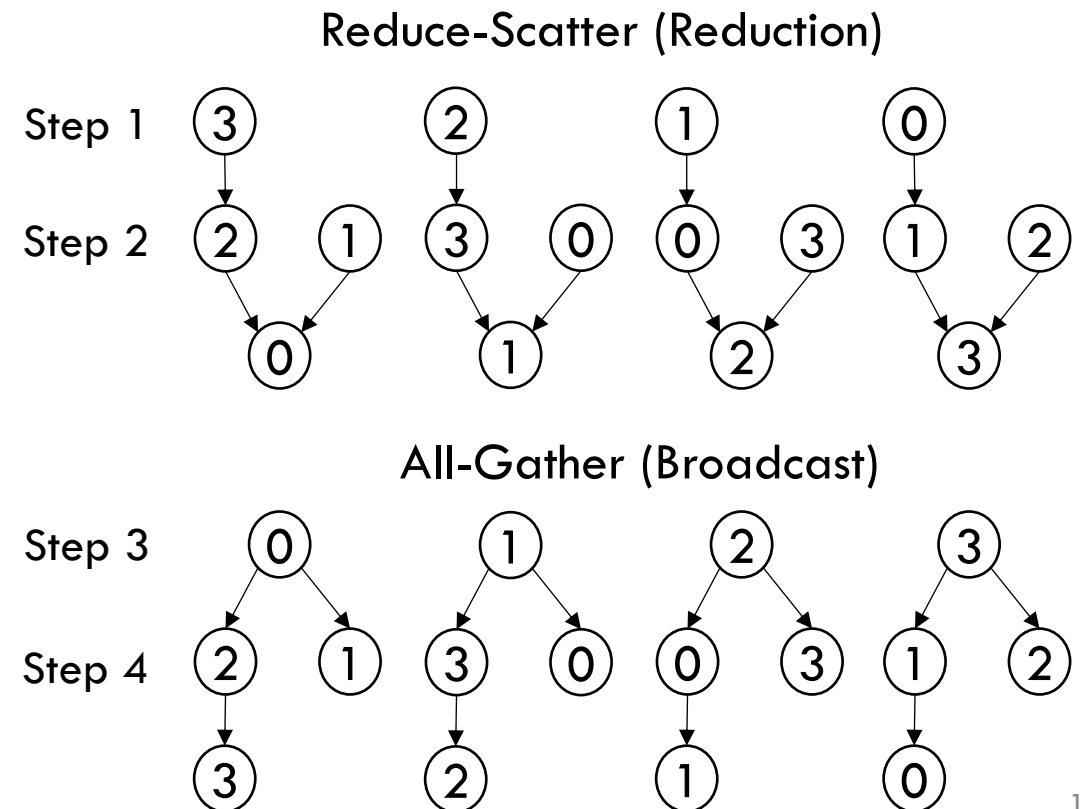 Reduce-Scatter (Reduction)
Step 1 3 2 1 0
Step 2 2 1 3 0 0 3 1 2
0 1 2 3
All-Gather (Broadcast)
Step 3 0 1 2 3
Step 4 2 1 3 0 0 3 1 2
3 2 1 0
1